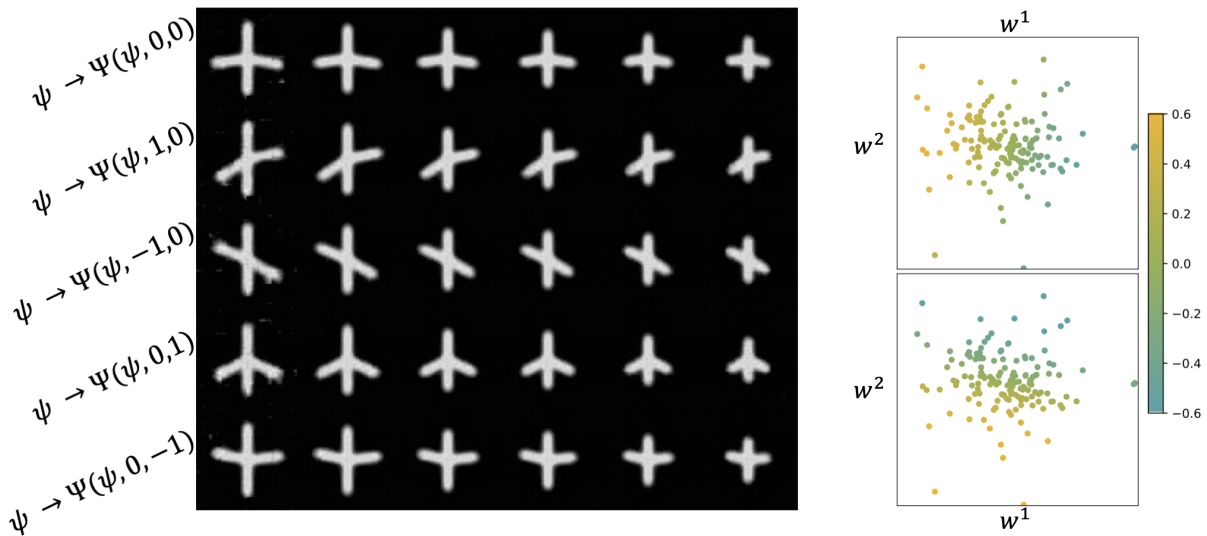 ψ → Ψ(ψ,0,0)
ψ → Ψ(ψ,1,0)
ψ → Ψ(ψ,−1,0)
ψ → Ψ(ψ,0,1)
ψ → Ψ(ψ,0,−1)
w¹
w²
w²
w¹
0.6
0.4
0.2
0.0
−0.2
−0.4
−0.6